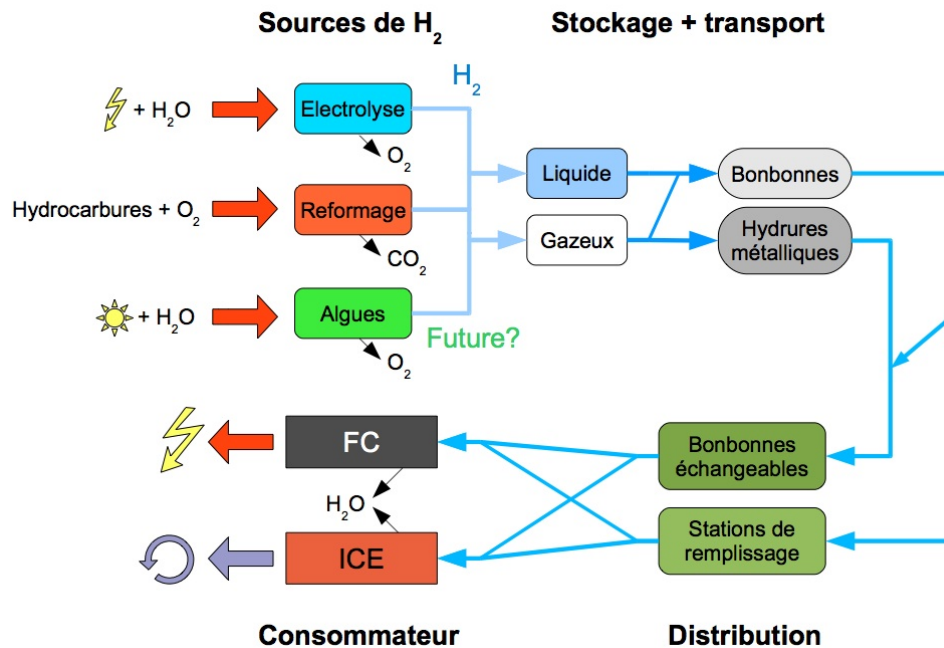 Sources de H₂
Stockage + transport
H₂
+ H₂O
Electrolyse
O₂
Liquide
Bonbonnes
Hydrocarbures + O₂
Reformage
CO₂
Gazeux
Hydrures
métalliques
+ H₂O
Algues
Future?
O₂
FC
Bonbonnes
échangeables
H₂O
ICE
Stations de
remplissage
Consommateur
Distribution